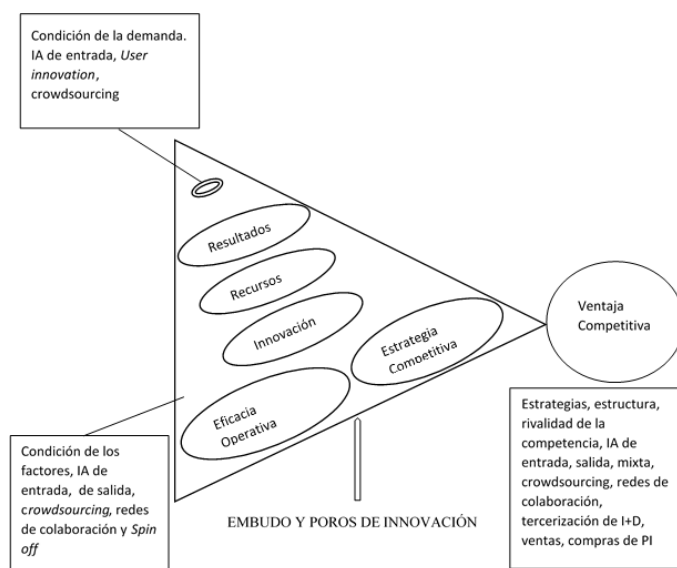 Condición de la demanda.
IA de entrada, User
innovation,
crowdsourcing
Resultados
Recursos
Innovación
Estrategia
Competitiva
Eficacia
Operativa
Ventaja
Competitiva
Condición de los
factores, IA de
entrada, de salida,
crowdsourcing, redes
de colaboración y Spin
off
EMBUDO Y POROS DE INNOVACIÓN
Estrategias, estructura,
rivalidad de la
competencia, IA de
entrada, salida, mixta,
crowdsourcing, redes de
colaboración,
tercerización de I+D,
ventas, compras de PI